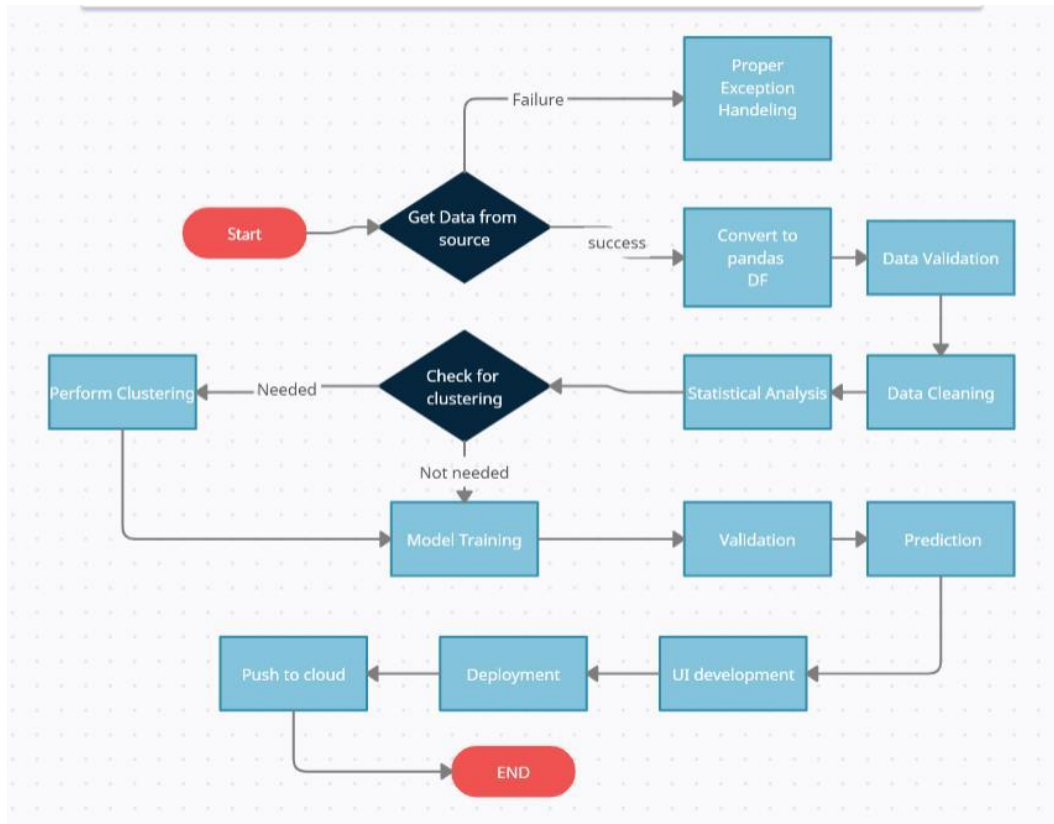 Proper
Exception
Handeling
Failure
Get Data from
source
Start
success
Convert to
pandas
DF
Data Validation
Check for
clustering
Needed
Perform Clustering
Statistical Analysis
Data Cleaning
Not needed
Model Training
Validation
Prediction
Push to cloud
Deployment
UI development
END